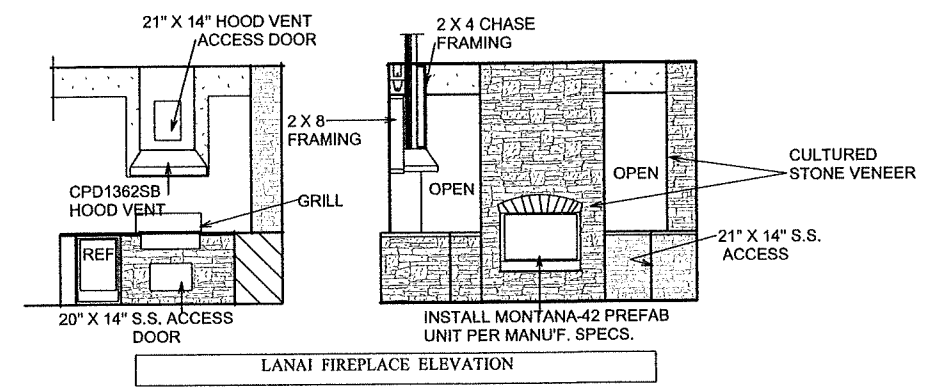 21" X 14" HOOD VENT
ACCESS DOOR
CPD1362SB
HOOD VENT
GRILL
REF
20" X 14" S.S. ACCESS
DOOR
2 X 4 CHASE
FRAMING
2 X 8
FRAMING
OPEN
OPEN
CULTURED
STONE VENEER
21" X 14" S.S.
ACCESS
INSTALL MONTANA-42 PREFAB
UNIT PER MANU'F. SPECS.
LANAI FIREPLACE ELEVATION